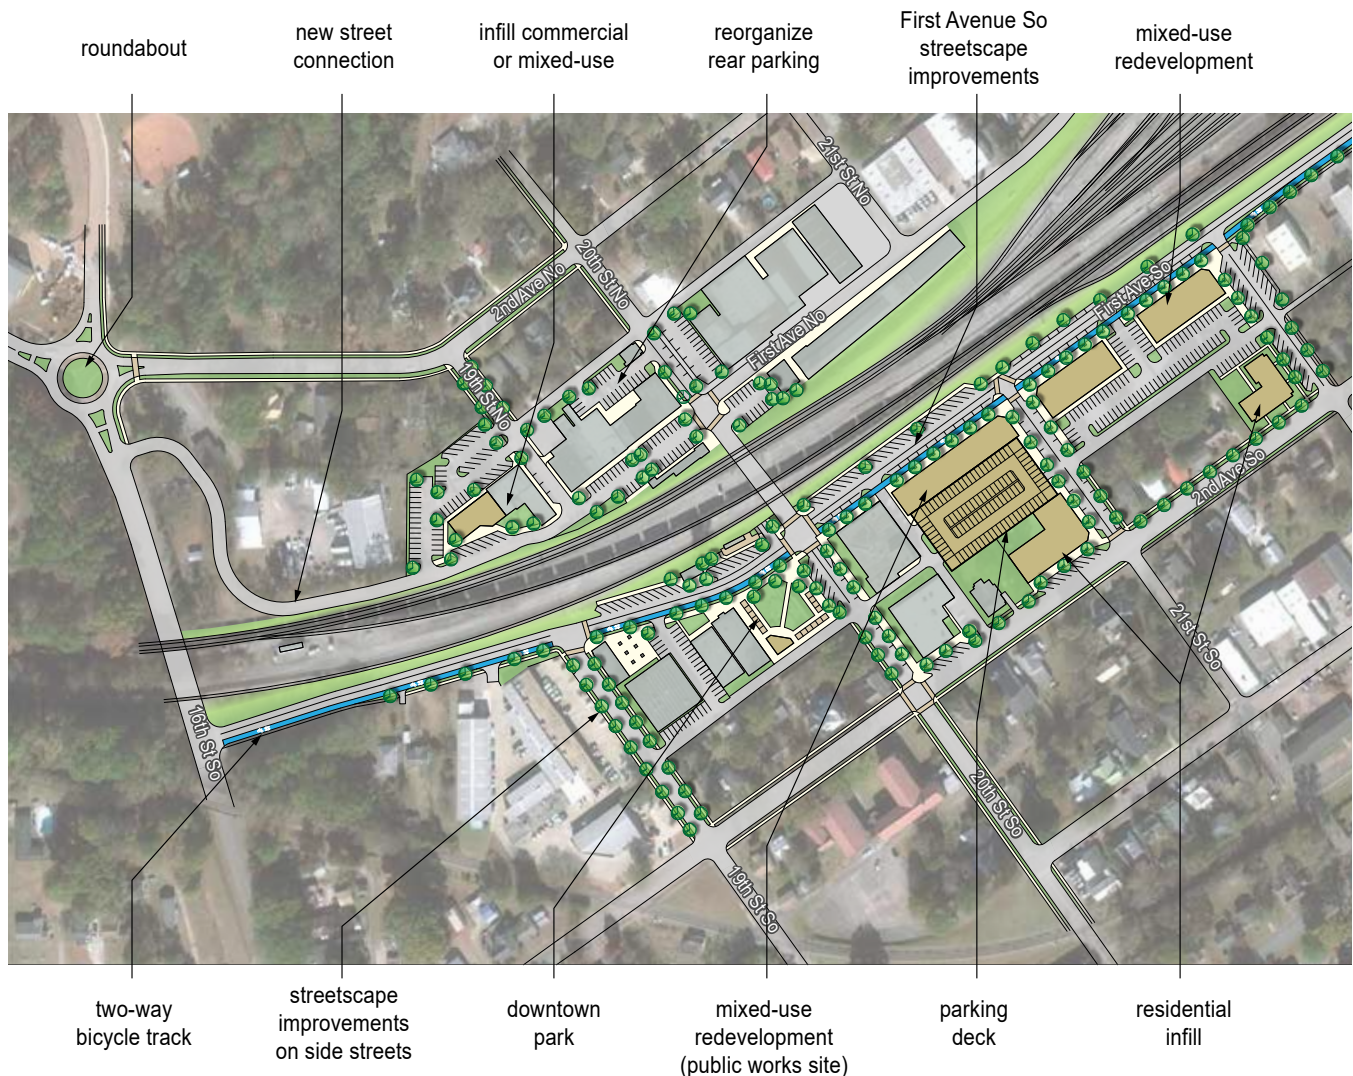 roundabout
new street
connection
infill commercial
or mixed-use
reorganize
rear parking
First Avenue So
streetscape
improvements
mixed-use
redevelopment
21st St No
20th St No
2nd Ave No
First Ave No
First Ave So
19th St No
2nd Ave So
21st St So
16th St So
20th St So
19th St So
two-way
bicycle track
streetscape
improvements
on side streets
downtown
park
mixed-use
redevelopment
(public works site)
parking
deck
residential
infill